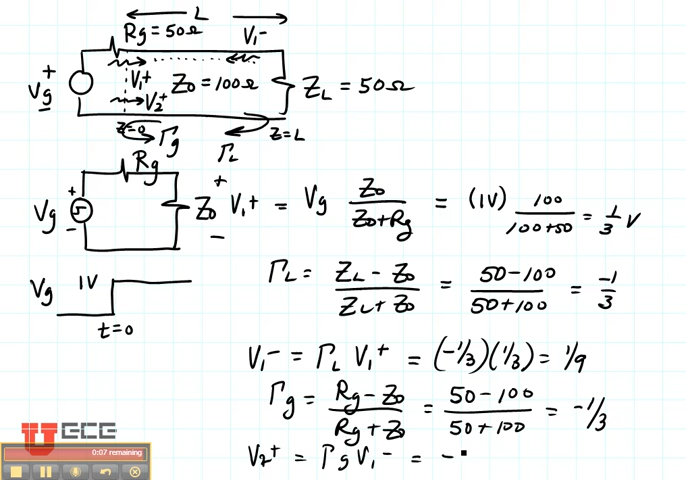 L
Rg = 50Ω V₁⁻
+ Vg - V₁⁺ Z0 = 100Ω ZL = 50Ω
V₂⁺
z=0 Γg ΓL z=L
Rg
Vg + - Z0 + - V₁⁺ = Vg Z0 / (Z0 + Rg) = (1V) 100 / (100+50) = 1/3 V
ΓL = (ZL - Z0) / (ZL + Z0) = (50 - 100) / (50 + 100) = -1/3
Vg 1V
t=0
V₁⁻ = ΓL V₁⁺ = (-1/3)(1/3) = 1/9
Γg = (Rg - Z0) / (Rg + Z0) = (50 - 100) / (50 + 100) = -1/3
V₂⁺ = Γg V₁⁻ = -
U ECE
0:07 remaining